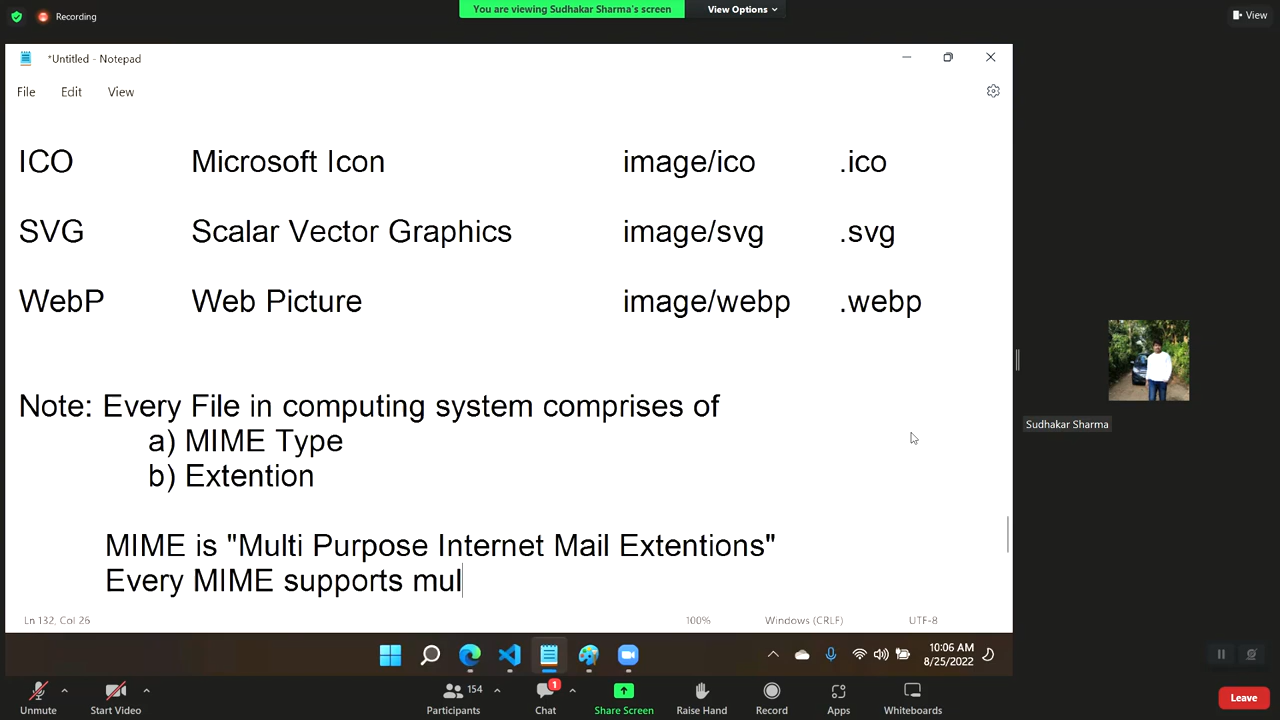 Recording
You are viewing Sudhakar Sharma's screen
View Options
View
*Untitled - Notepad
File Edit View
ICO Microsoft Icon image/ico .ico
SVG Scalar Vector Graphics image/svg .svg
WebP Web Picture image/webp .webp
Note: Every File in computing system comprises of
a) MIME Type
b) Extention
MIME is "Multi Purpose Internet Mail Extentions"
Every MIME supports mul
Ln 132, Col 26 100% Windows (CRLF) UTF-8
Sudhakar Sharma
10:06 AM
8/25/2022
154
1
Unmute Start Video Participants Chat Share Screen Raise Hand Record Apps Whiteboards Leave